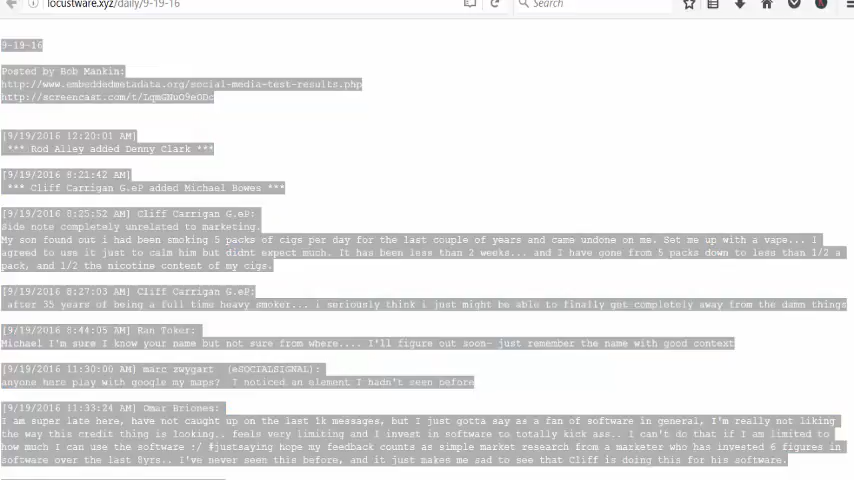 locustware.xyz/daily/9-19-16
Search
9-19-16
Posted by Bob Mankin:
http://www.embeddedmetadata.org/social-media-test-results.php
http://screencast.com/t/
[9/19/2016 12:20:01 AM]
*** Rod Alley added Denny Clark ***
[9/19/2016 8:21:42 AM]
*** Cliff Carrigan G.eP added Michael Bowes ***
[9/19/2016 8:25:52 AM] Cliff Carrigan G.eP:
Side note completely unrelated to marketing.
My son found out i had been smoking 5 packs of cigs per day for the last couple of years and came undone on me. Set me up with a vape... I
agreed to use it just to calm him but didnt expect much. It has been less than 2 weeks... and I have gone from 5 packs down to less than 1/2 a
pack, and 1/2 the nicotine content of my cigs.
[9/19/2016 8:27:03 AM] Cliff Carrigan G.eP:
after 35 years of being a full time heavy smoker... i seriously think i just might be able to finally get completely away from the damn things
[9/19/2016 8:44:05 AM] Ran Toker:
Michael I'm sure I know your name but not sure from where.... I'll figure out soon- just remember the name with good context
[9/19/2016 11:30:00 AM] marc zwygart (eSOCIALSIGNAL):
anyone here play with google my maps? I noticed an element I hadn't seen before
[9/19/2016 11:33:24 AM] Omar Briones:
I am super late here, have not caught up on the last 1k messages, but I just gotta say as a fan of software in general, I'm really not liking
the way this credit thing is looking.. feels very limiting and I invest in software to totally kick ass.. I can't do that if I am limited to
how much I can use the software :/ #justsaying hope my feedback counts as simple market research from a marketer who has invested 6 figures in
software over the last 8yrs.. I've never seen this before, and it just makes me sad to see that Cliff is doing this for his software.